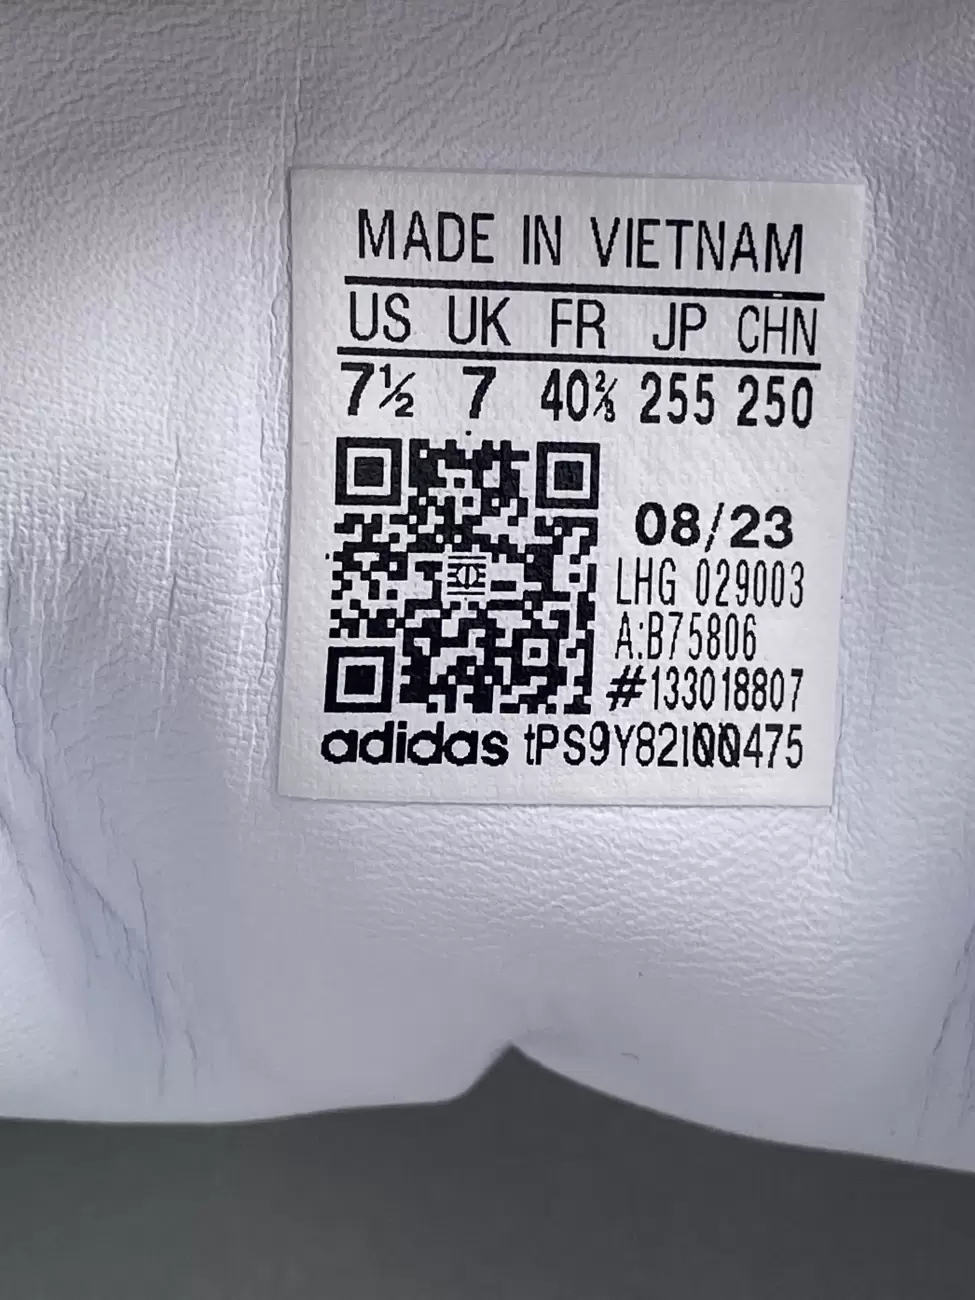 MADE IN VIETNAM
US UK FR JP CHN
7½ 7 40⅔ 255 250
08/23
LHG 029003
A:B75806
#133018807
adidas tPS9Y82100475